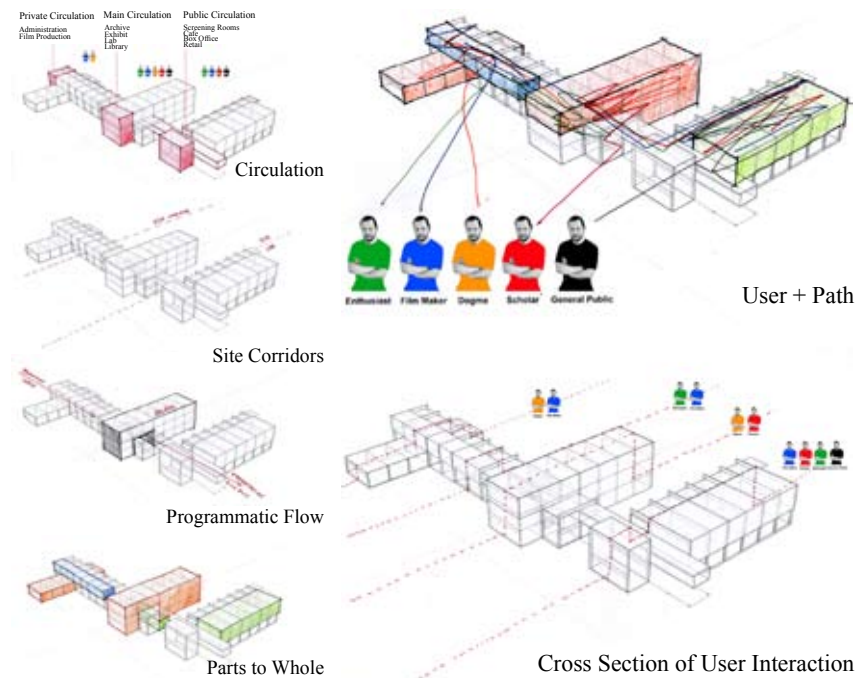 Private Circulation
Administration
Film Production
Main Circulation
Archive
Exhibit
Lab
Library
Public Circulation
Screening Rooms
Cafe
Box Office
Retail
Circulation
Site Corridors
Programmatic Flow
Parts to Whole
Enthusiast
Film Maker
Dogma
Scholar
General Public
User + Path
Cross Section of User Interaction